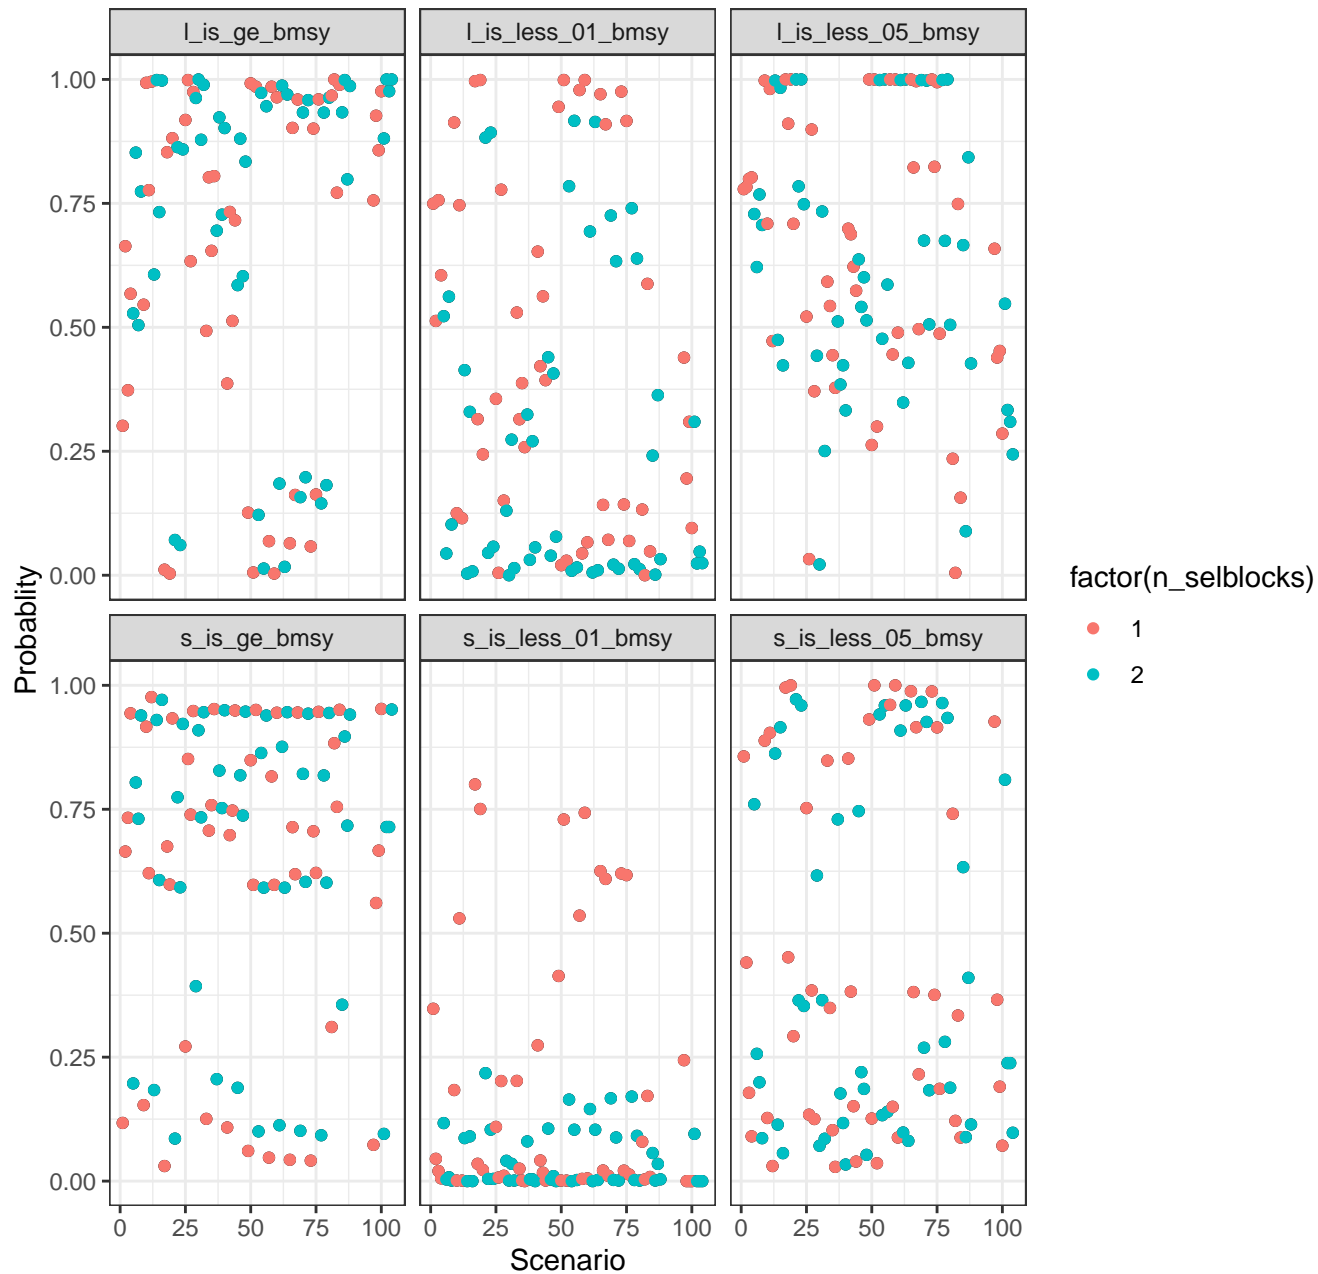 l_is_ge_bmsy
l_is_less_01_bmsy
l_is_less_05_bmsy
1.00
0.75
0.50
0.25
0.00
s_is_ge_bmsy
s_is_less_01_bmsy
s_is_less_05_bmsy
1.00
0.75
0.50
0.25
0.00
0 25 50 75 100
0 25 50 75 100
0 25 50 75 100
Scenario
Probablity
factor(n_selblocks)
1
2